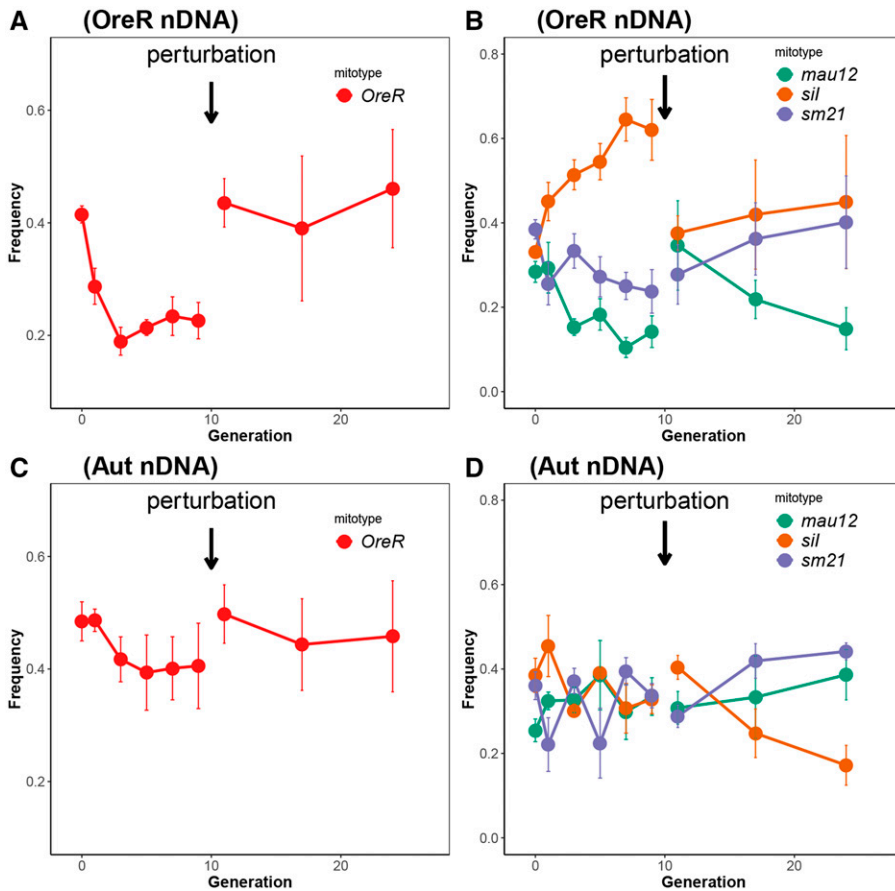 A (OreR nDNA)
perturbation
mitotype
OreR
Frequency
0.6
0.4
0.2
0 10 20
Generation
B (OreR nDNA)
perturbation
mitotype
mau12
sil
sm21
Frequency
0.8
0.6
0.4
0.2
0.0
0 10 20
Generation
C (Aut nDNA)
perturbation
mitotype
OreR
Frequency
0.6
0.4
0.2
0 10 20
Generation
D (Aut nDNA)
perturbation
mitotype
mau12
sil
sm21
Frequency
0.8
0.6
0.4
0.2
0.0
0 10 20
Generation